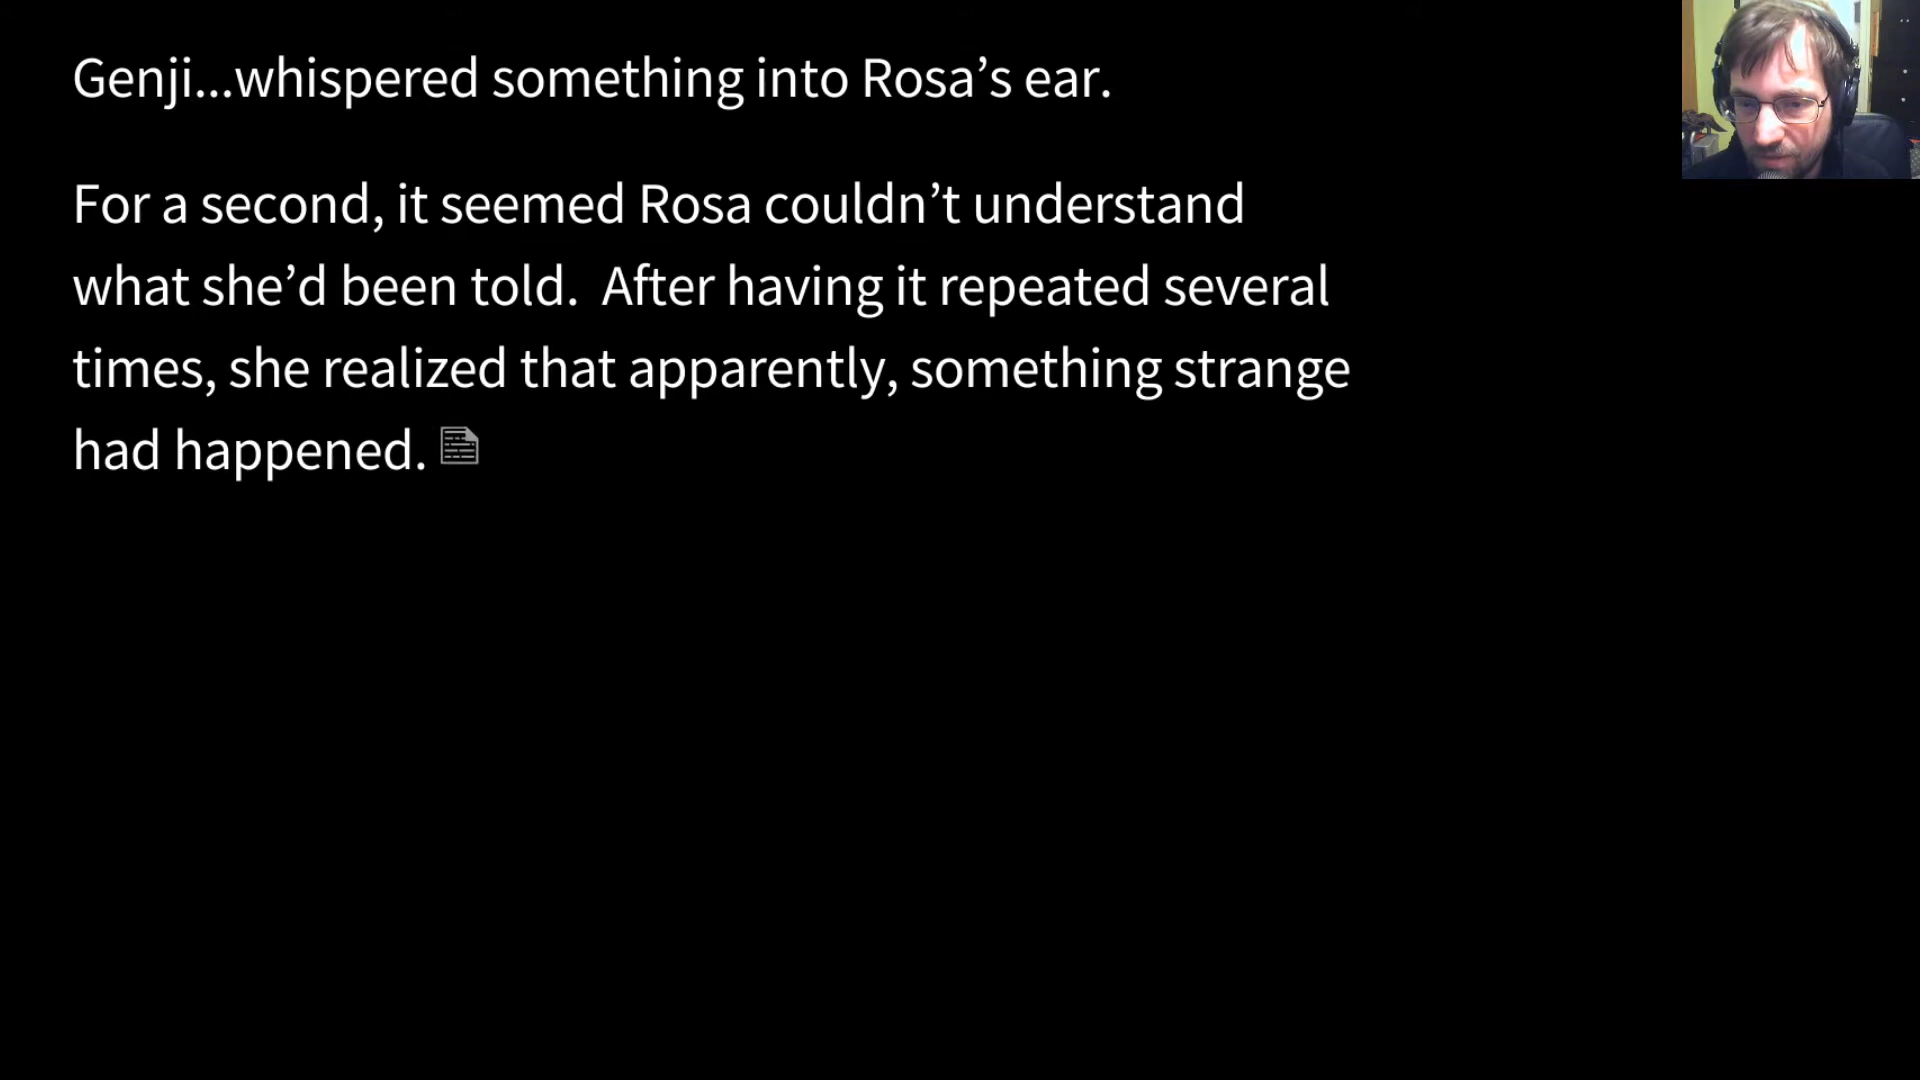 Genji...whispered something into Rosa’s ear.
For a second, it seemed Rosa couldn’t understand
what she’d been told.  After having it repeated several
times, she realized that apparently, something strange
had happened.